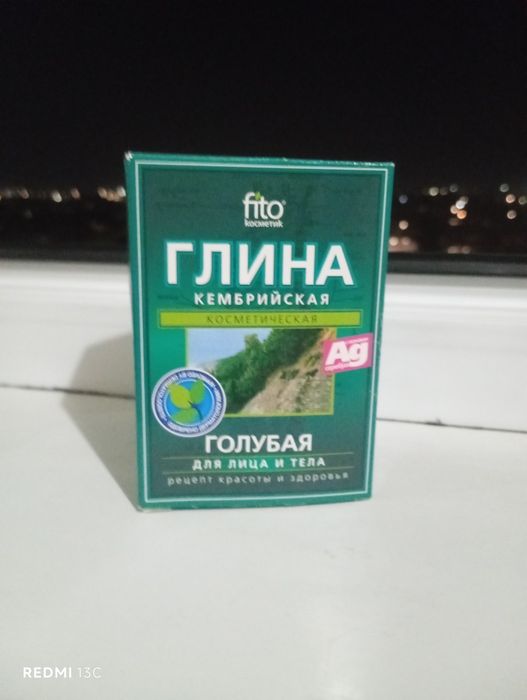 fito®
косметик
ГЛИНА
КЕМБРИЙСКАЯ
КОСМЕТИЧЕСКАЯ
Ag
ГОЛУБАЯ
ДЛЯ ЛИЦА И ТЕЛА
рецепт красоты и здоровья
REDMI 13C